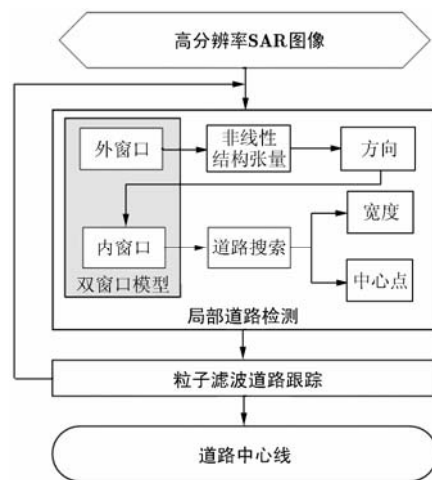 高分辨率SAR图像
外窗口
非线性
结构张量
方向
宽度
内窗口
道路搜索
中心点
双窗口模型
局部道路检测
粒子滤波道路跟踪
道路中心线